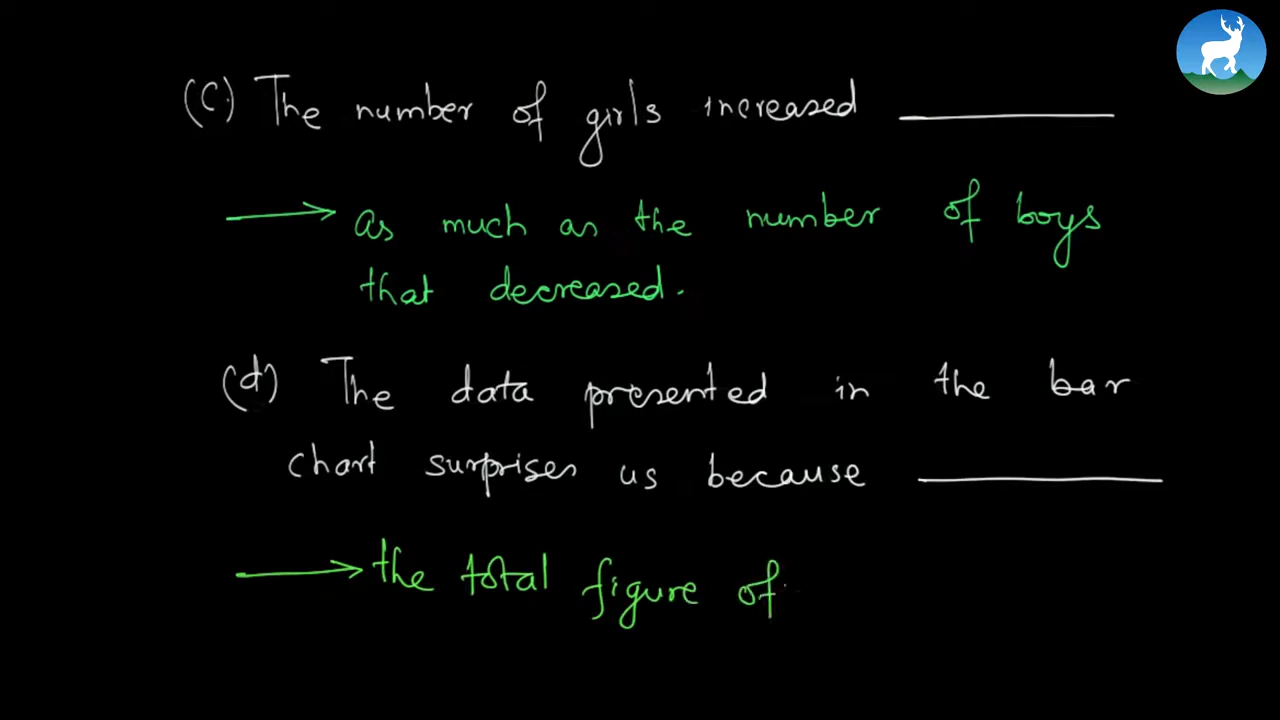 (c) The number of girls increased ________
→ as much as the number of boys
that decreased.
(d) The data presented in the bar
chart surprises us because ________
→ the total figure of